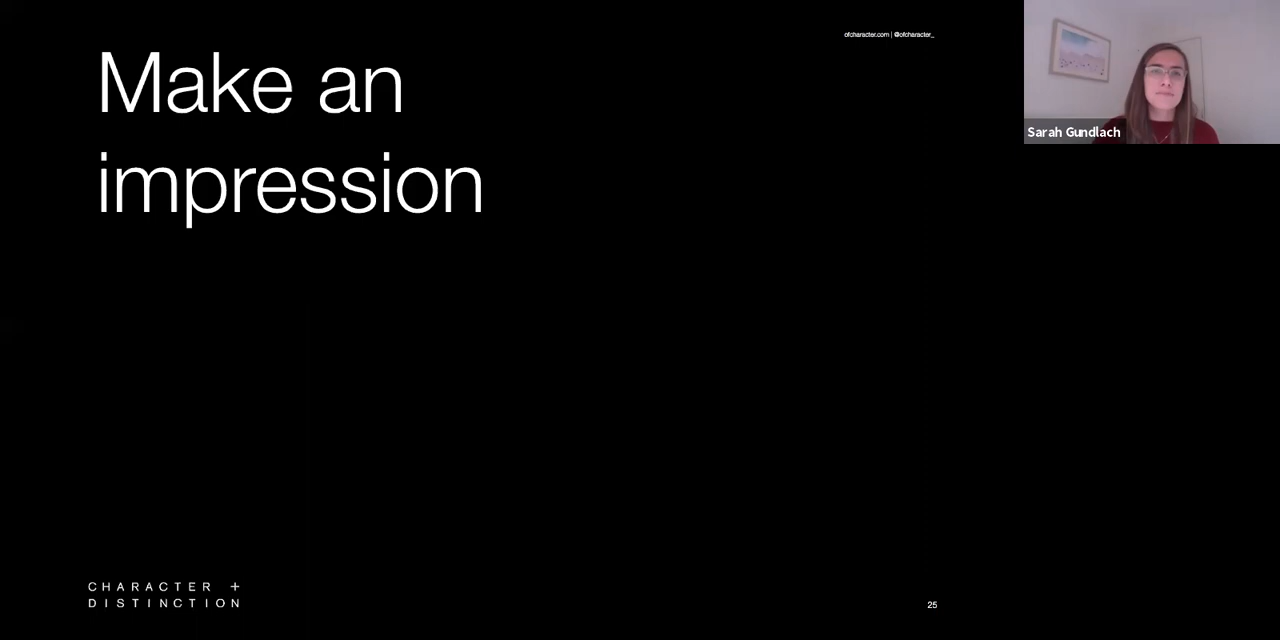 ofcharacter.com | @ofcharacter_
Make an
impression
Sarah Gundlach
CHARACTER +
DISTINCTION
25